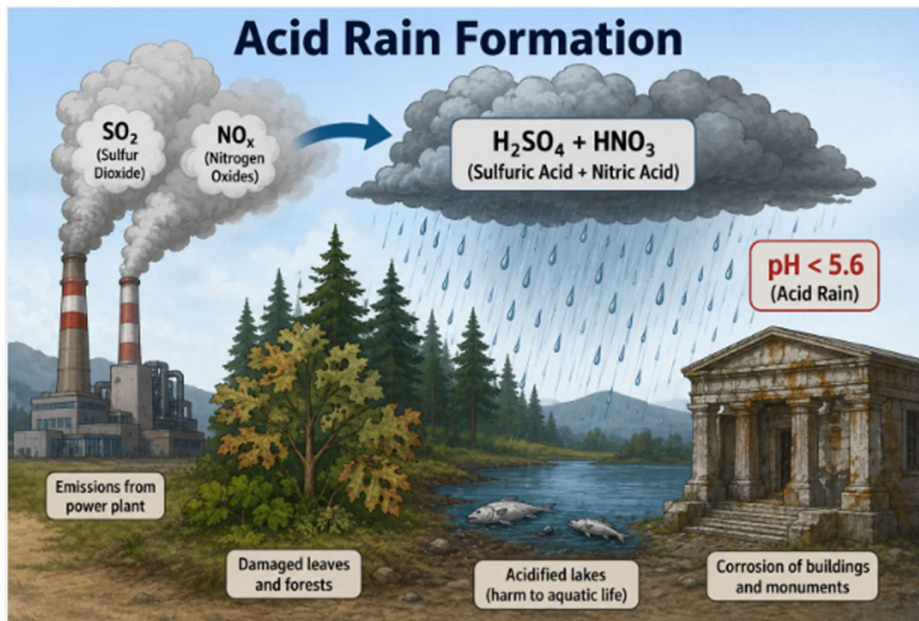 Acid Rain Formation
SO₂
(Sulfur
Dioxide)
NOₓ
(Nitrogen
Oxides)
H₂SO₄ + HNO₃
(Sulfuric Acid + Nitric Acid)
pH < 5.6
(Acid Rain)
Emissions from
power plant
Damaged leaves
and forests
Acidified lakes
(harm to aquatic life)
Corrosion of buildings
and monuments